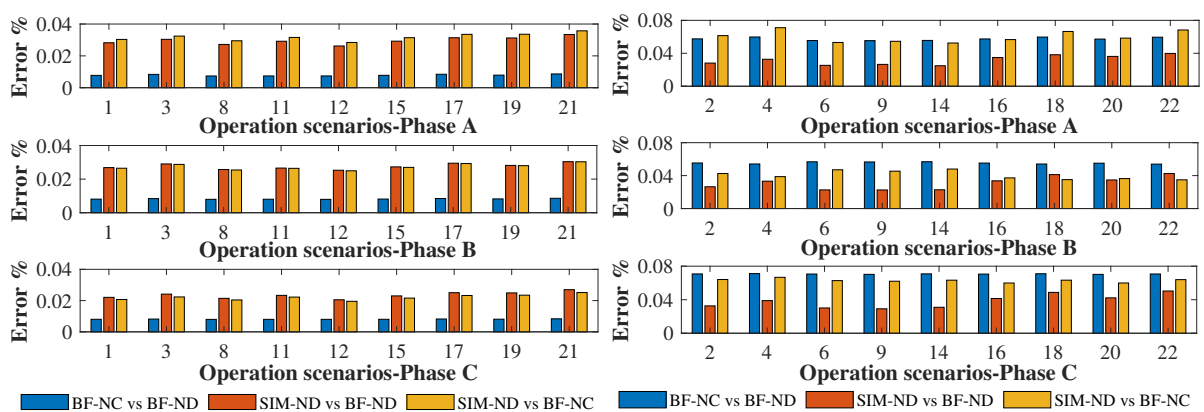 Error %
0.04
0.02
0
1 3 8 11 12 15 17 19 21
Operation scenarios-Phase A
Error %
0.04
0.02
0
1 3 8 11 12 15 17 19 21
Operation scenarios-Phase B
Error %
0.04
0.02
0
1 3 8 11 12 15 17 19 21
Operation scenarios-Phase C
BF-NC vs BF-ND SIM-ND vs BF-ND SIM-ND vs BF-NC
Error %
0.08
0.04
0
2 4 6 9 14 16 18 20 22
Operation scenarios-Phase A
Error %
0.08
0.04
0
2 4 6 9 14 16 18 20 22
Operation scenarios-Phase B
Error %
0.08
0.04
0
2 4 6 9 14 16 18 20 22
Operation scenarios-Phase C
BF-NC vs BF-ND SIM-ND vs BF-ND SIM-ND vs BF-NC